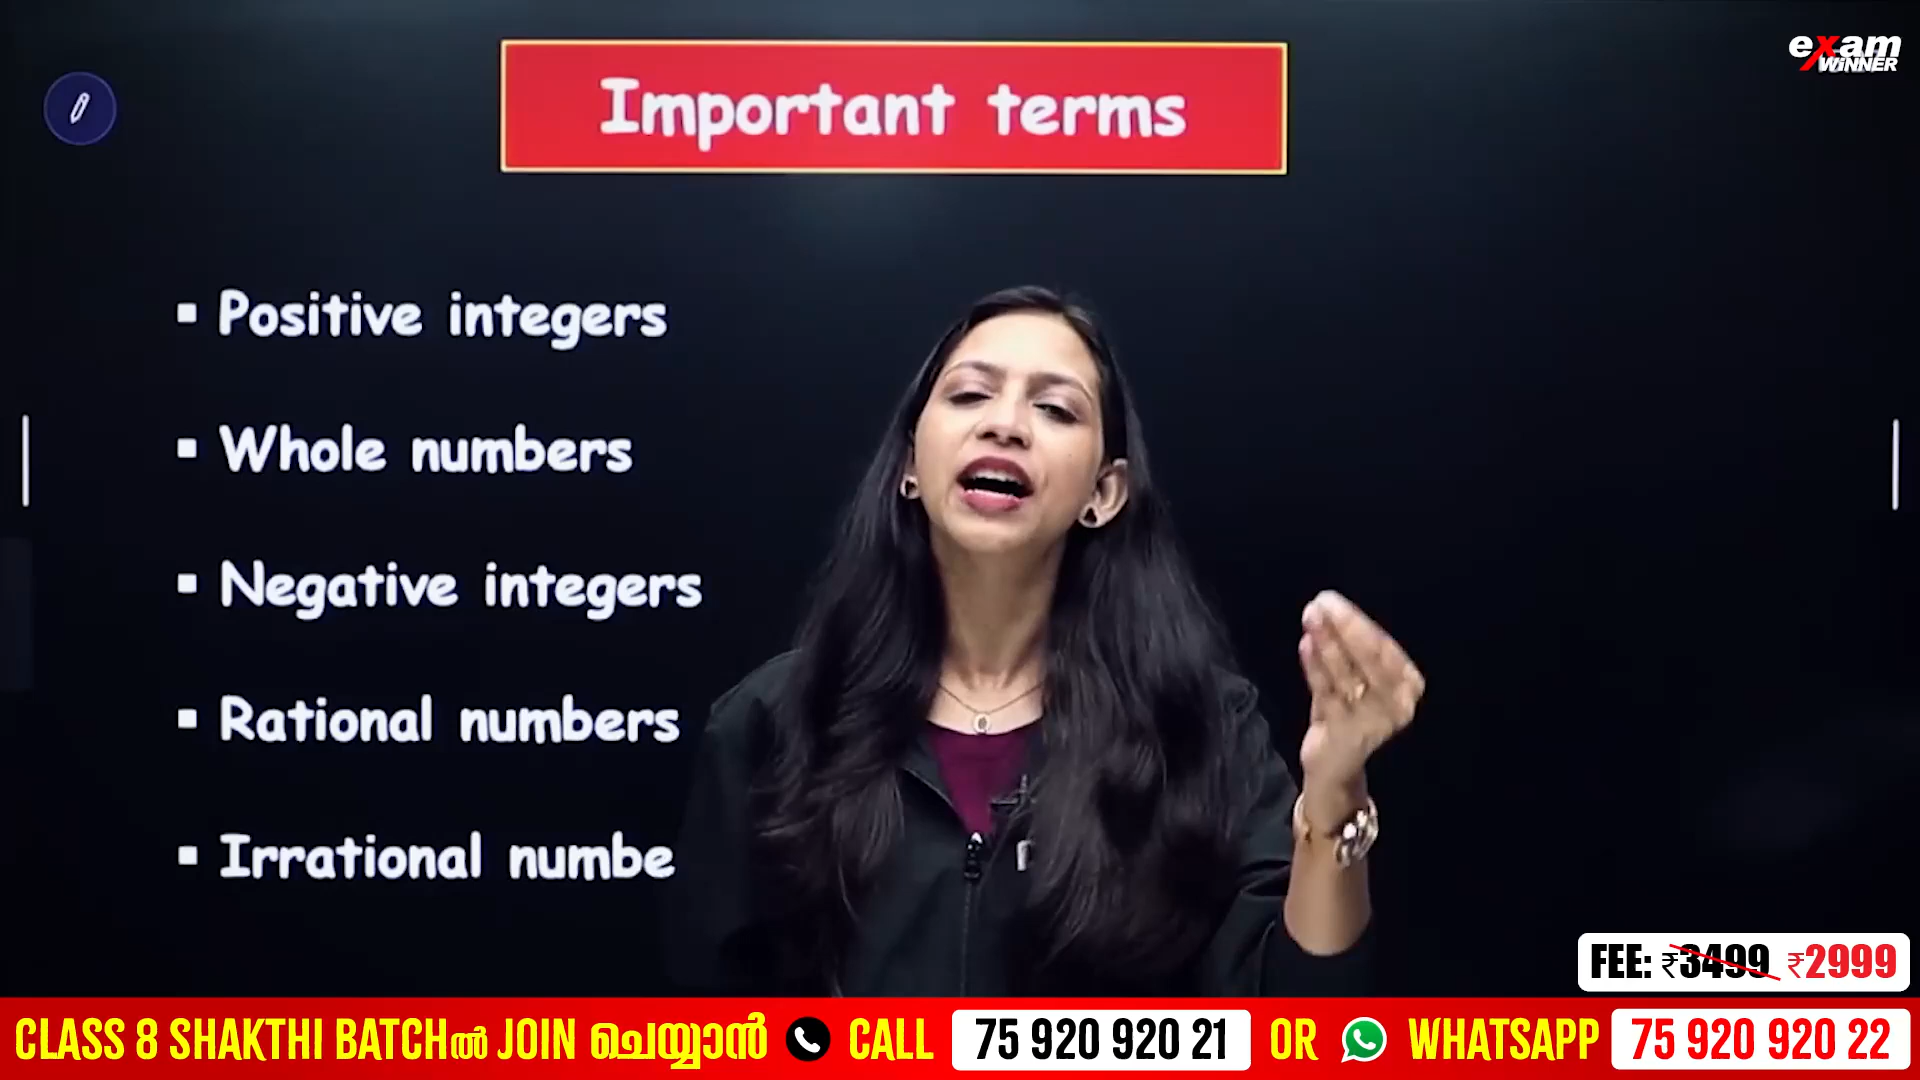 exam
WINNER
Important terms
▪ Positive integers
▪ Whole numbers
▪ Negative integers
▪ Rational numbers
▪ Irrational numbe
FEE: ₹3499 ₹2999
CLASS 8 SHAKTHI BATCHൽ JOIN ചെയ്യാൻ CALL 75 920 920 21 OR WHATSAPP 75 920 920 22